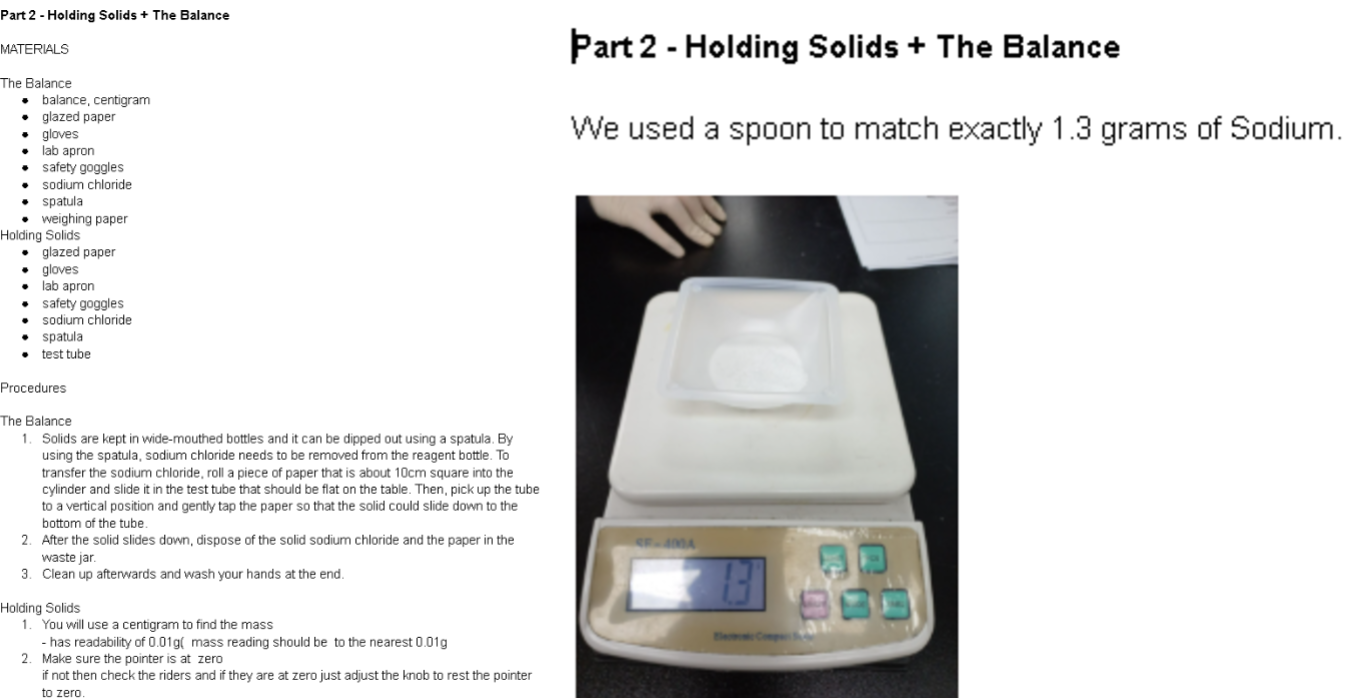 Part 2 - Holding Solids + The Balance
MATERIALS
The Balance
• balance, centigram
• glazed paper
• gloves
• lab apron
• safety goggles
• sodium chloride
• spatula
• weighing paper
Holding Solids
• glazed paper
• gloves
• lab apron
• safety goggles
• sodium chloride
• spatula
• test tube
Procedures
The Balance
1. Solids are kept in wide-mouthed bottles and it can be dipped out using a spatula. By
using the spatula, sodium chloride needs to be removed from the reagent bottle. To
transfer the sodium chloride, roll a piece of paper that is about 10cm square into the
cylinder and slide it in the test tube that should be flat on the table. Then, pick up the tube
to a vertical position and gently tap the paper so that the solid could slide down to the
bottom of the tube.
2. After the solid slides down, dispose of the solid sodium chloride and the paper in the
waste jar.
3. Clean up afterwards and wash your hands at the end.
Holding Solids
1. You will use a centigram to find the mass
- has readability of 0.01g( mass reading should be to the nearest 0.01g
2. Make sure the pointer is at zero
if not then check the riders and if they are at zero just adjust the knob to rest the pointer
to zero.
Part 2 - Holding Solids + The Balance
We used a spoon to match exactly 1.3 grams of Sodium.
SF-400A
1.3
Electronic Compact